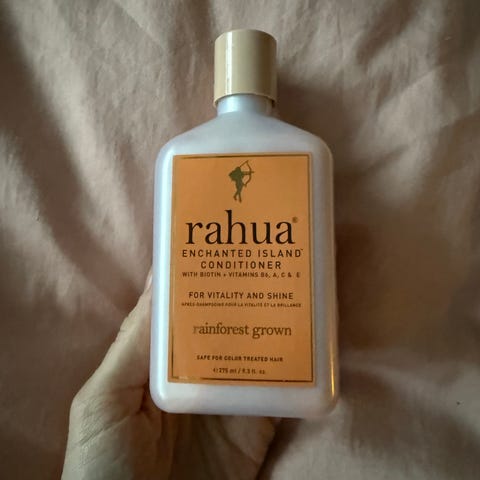 rahua®
ENCHANTED ISLAND™
CONDITIONER
WITH BIOTIN + VITAMINS B6, A, C & E
FOR VITALITY AND SHINE
APRÈS-SHAMPOOING POUR LA VITALITÉ ET LA BRILLANCE
rainforest grown
SAFE FOR COLOR TREATED HAIR
℮ 275 ml / 9.3 fl. oz.